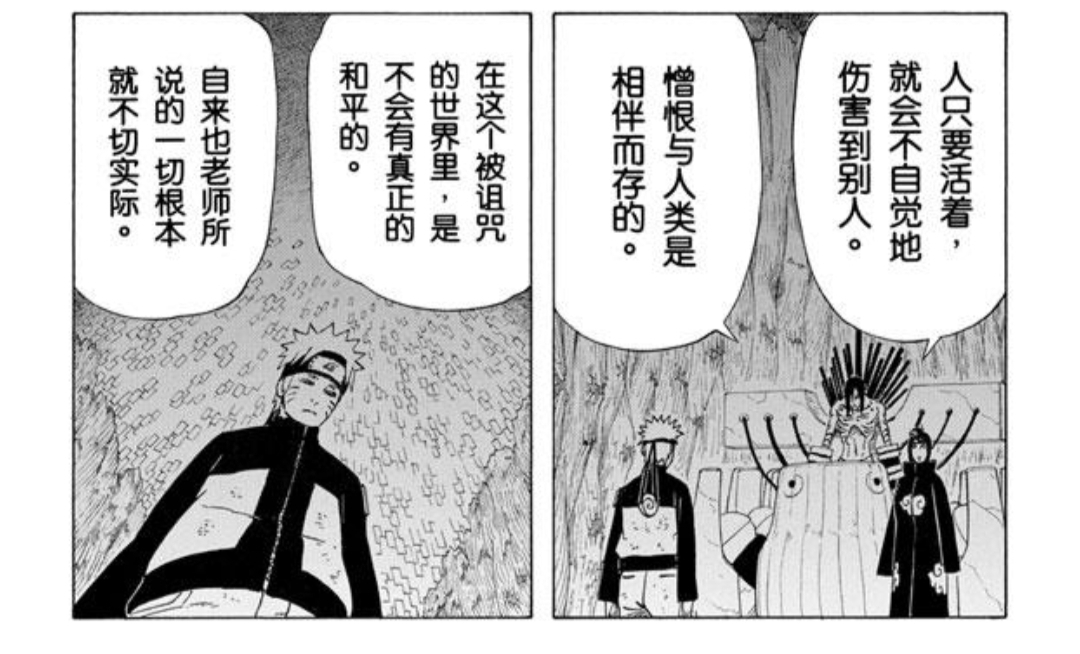 人只要活着，
就会不自觉地
伤害到别人。
憎恨与人类是
相伴而存的。
在这个被诅咒
的世界里，是
不会有真正的
和平的。
自来也老师所
说的一切根本
就不切实际。